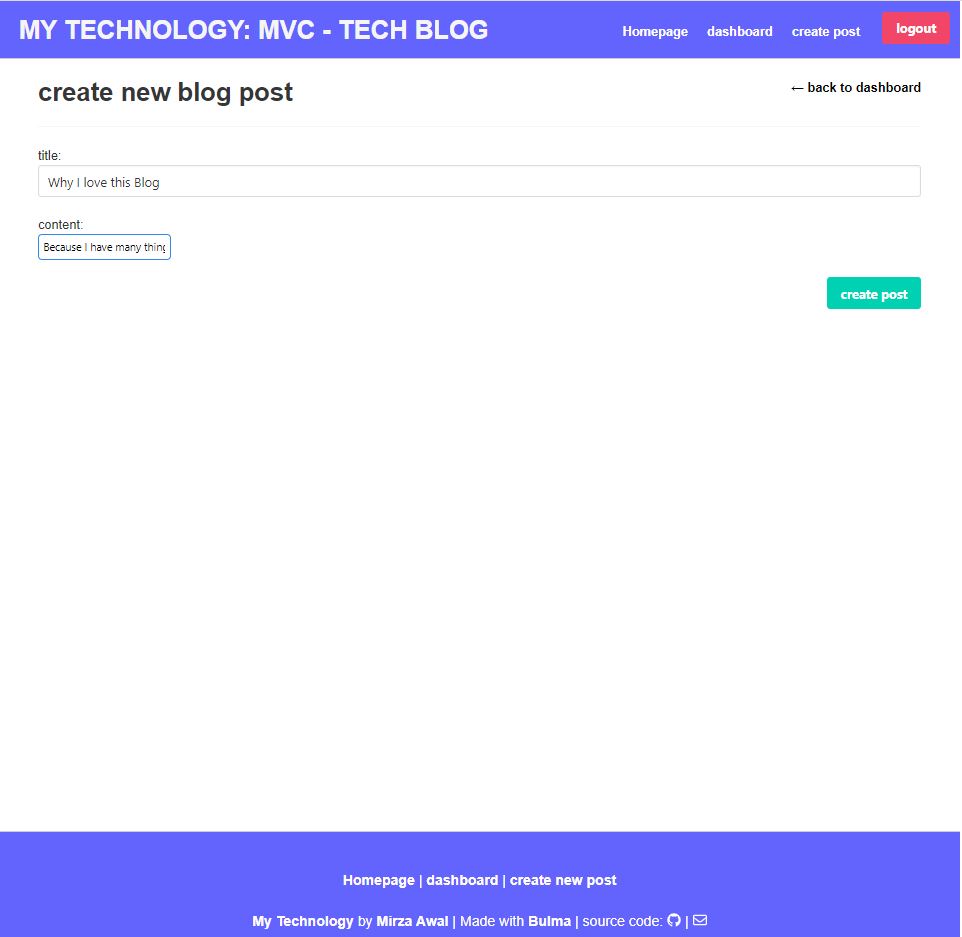 MY TECHNOLOGY: MVC - TECH BLOG Homepage dashboard create post logout
create new blog post ← back to dashboard
title:
Why I love this Blog
content:
Because I have many
create post
Homepage | dashboard | create new post
My Technology by Mirza Awal | Made with Bulma | source code: |